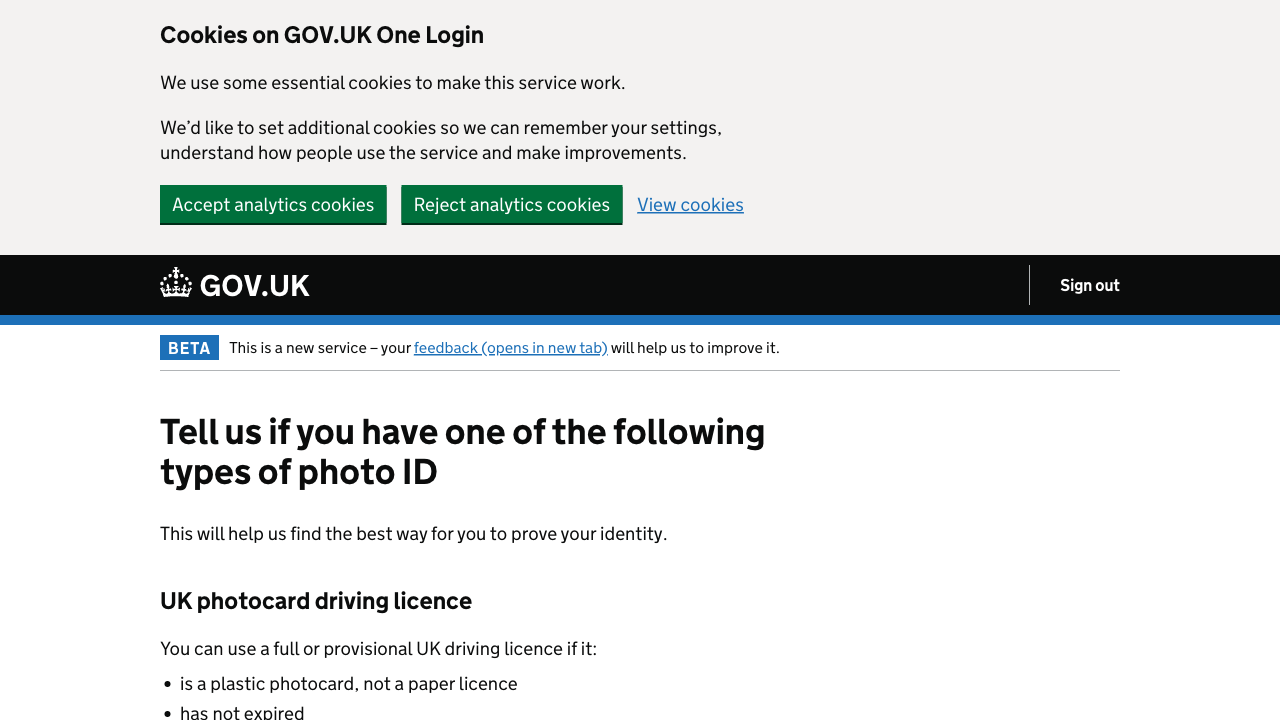 Cookies on GOV.UK One Login
We use some essential cookies to make this service work.
We’d like to set additional cookies so we can remember your settings,
understand how people use the service and make improvements.
Accept analytics cookies Reject analytics cookies View cookies
GOV.UK Sign out
BETA This is a new service – your feedback (opens in new tab) will help us to improve it.
Tell us if you have one of the following
types of photo ID
This will help us find the best way for you to prove your identity.
UK photocard driving licence
You can use a full or provisional UK driving licence if it:
• is a plastic photocard, not a paper licence
• has not expired